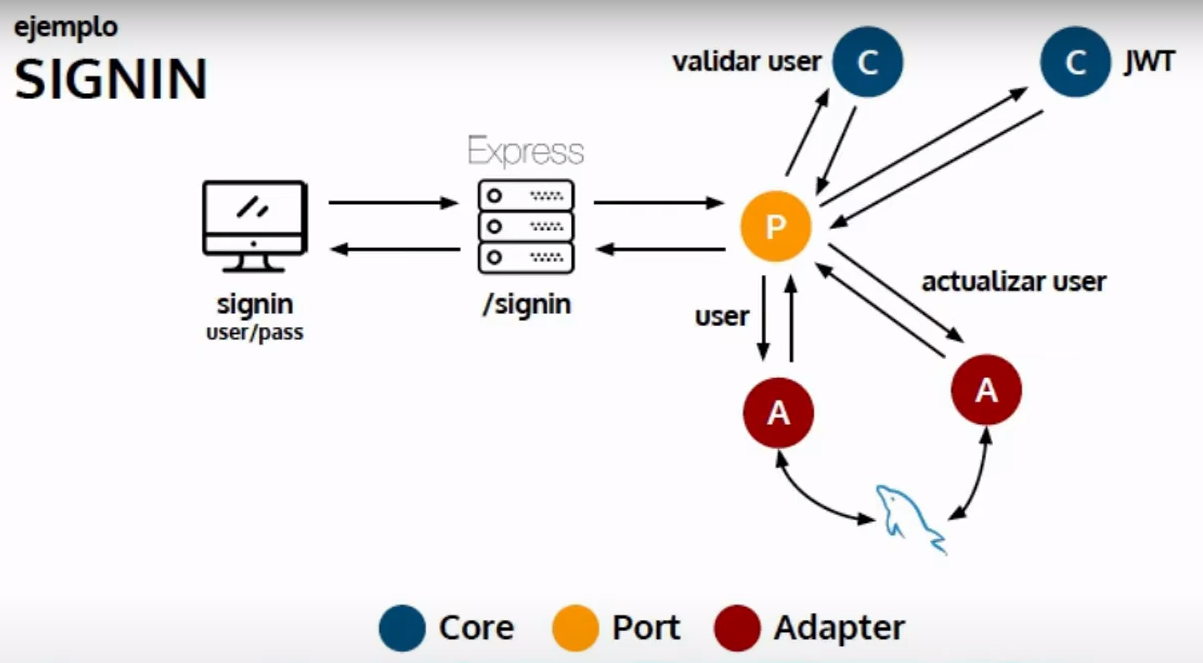 ejemplo
SIGNIN
validar user
C
C
JWT
Express
P
signin
user/pass
/signin
user
actualizar user
A
A
Core
Port
Adapter